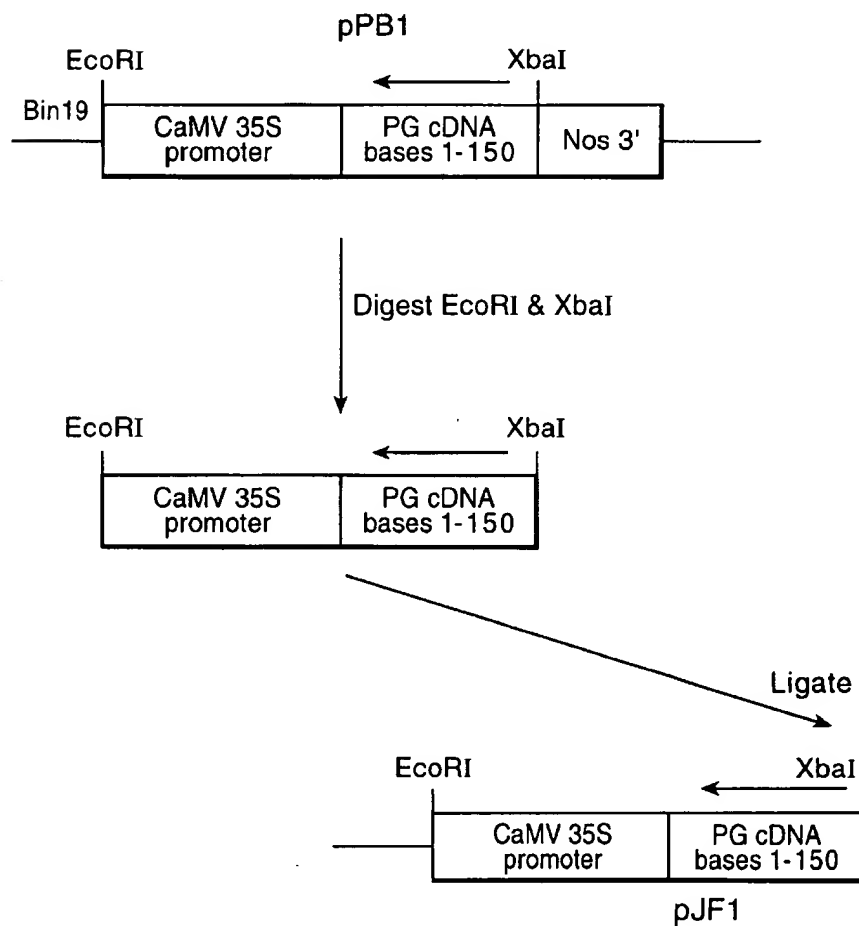 pPB1
EcoRI
XbaI
Bin19
CaMV 35S
promoter
PG cDNA
bases 1-150
Nos 3'
Digest EcoRI & XbaI
EcoRI
XbaI
CaMV 35S
promoter
PG cDNA
bases 1-150
Ligate
EcoRI
XbaI
CaMV 35S
promoter
PG cDNA
bases 1-150
pJF1